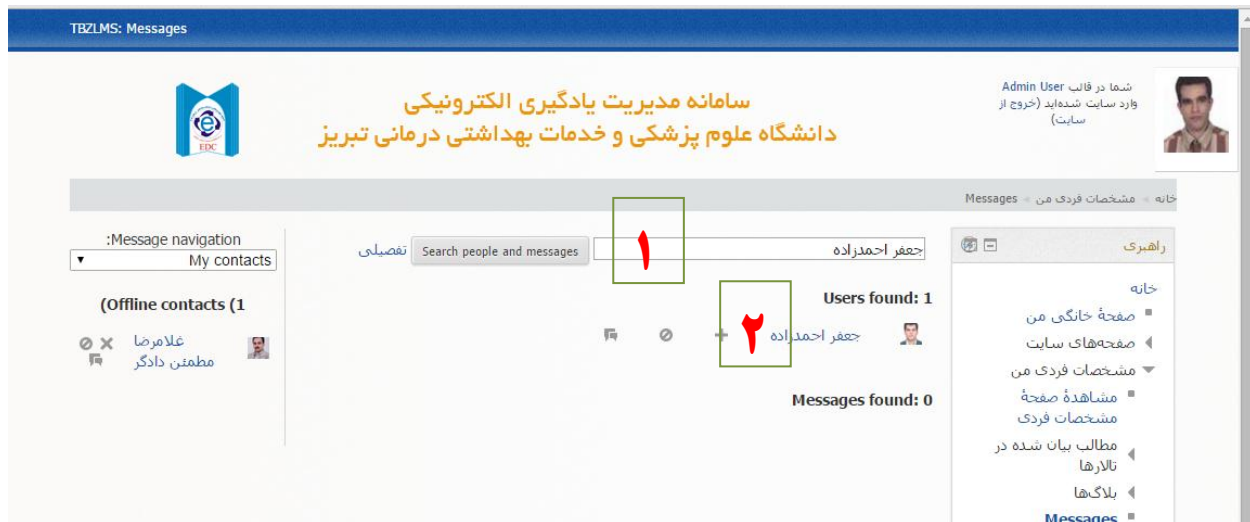 TBZLMS: Messages
شما در قالب Admin User
وارد سایت شده‌اید (خروج از
سایت)
سامانه مدیریت یادگیری الکترونیکی
دانشگاه علوم پزشکی و خدمات بهداشتی درمانی تبریز
EDC
خانه » مشخصات فردی من » Messages
راهبری
خانه
صفحهٔ خانگی من
صفحه‌های سایت
مشخصات فردی من
مشاهدهٔ صفحهٔ
مشخصات فردی
مطالب بیان شده در
تالارها
بلاگ‌ها
Messages
جعفر احمدزاده
۱
Search people and messages
تفصیلی
Users found: 1
جعفر احمدزاده
۲
Messages found: 0
:Message navigation
My contacts
(Offline contacts (1
غلامرضا
مطمئن دادگر